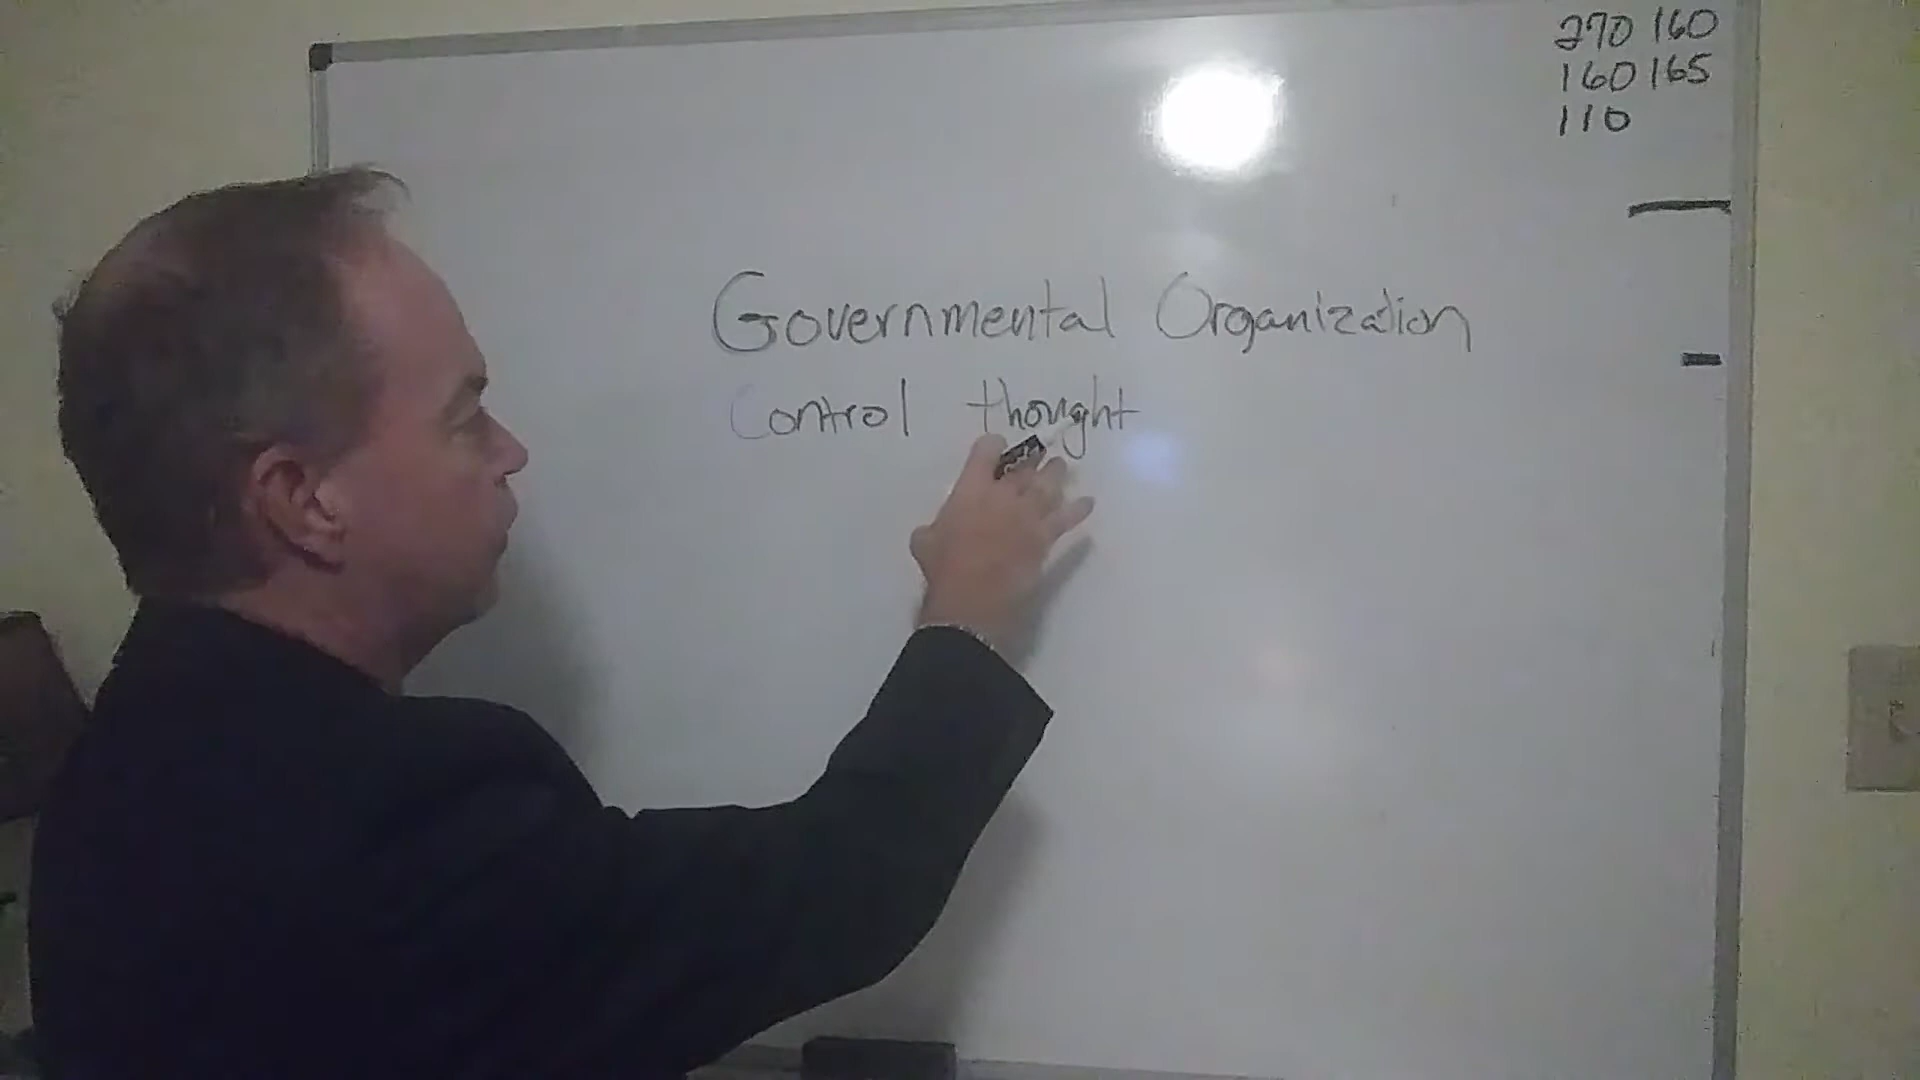 270 160
160 165
110
Governmental Organization
Control thought